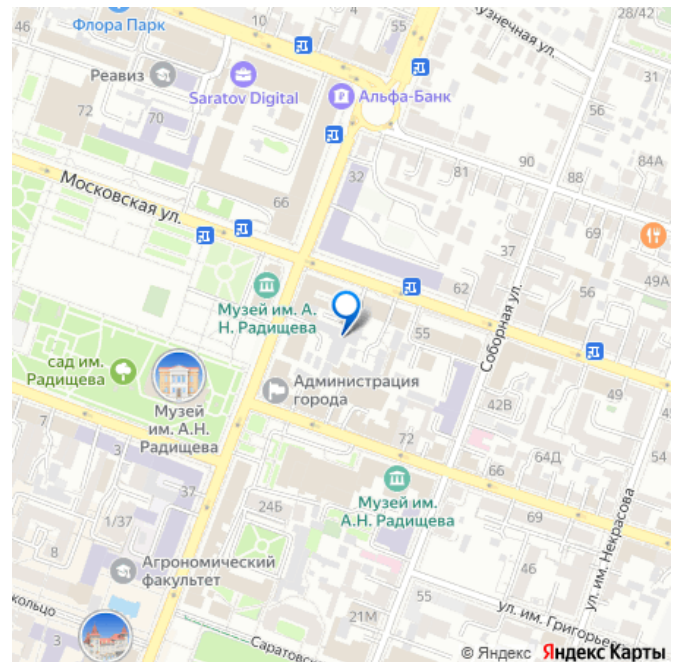 46
Флора Парк
10
4
узнечная ул.
28/42
Реавиз
Saratov Digital
Альфа-Банк
31
72
70
56
32
81
90
88
84А
Московская ул.
66
37
69
62
56
49А
Музей им. А.
Н. Радищева
55
Соборная ул.
сад им.
Радищева
Администрация
города
Музей
им. А.Н.
Радищева
42В
49
7
72
64Д
54
66
37
Музей им.
А.Н. Радищева
1/37
24Б
69
8
ул. им. Некрасова
Агрономический
факультет
46
кольцо
3
21М
55
ул. им. Григорье
Саратовс
© Яндекс Яндекс Карты